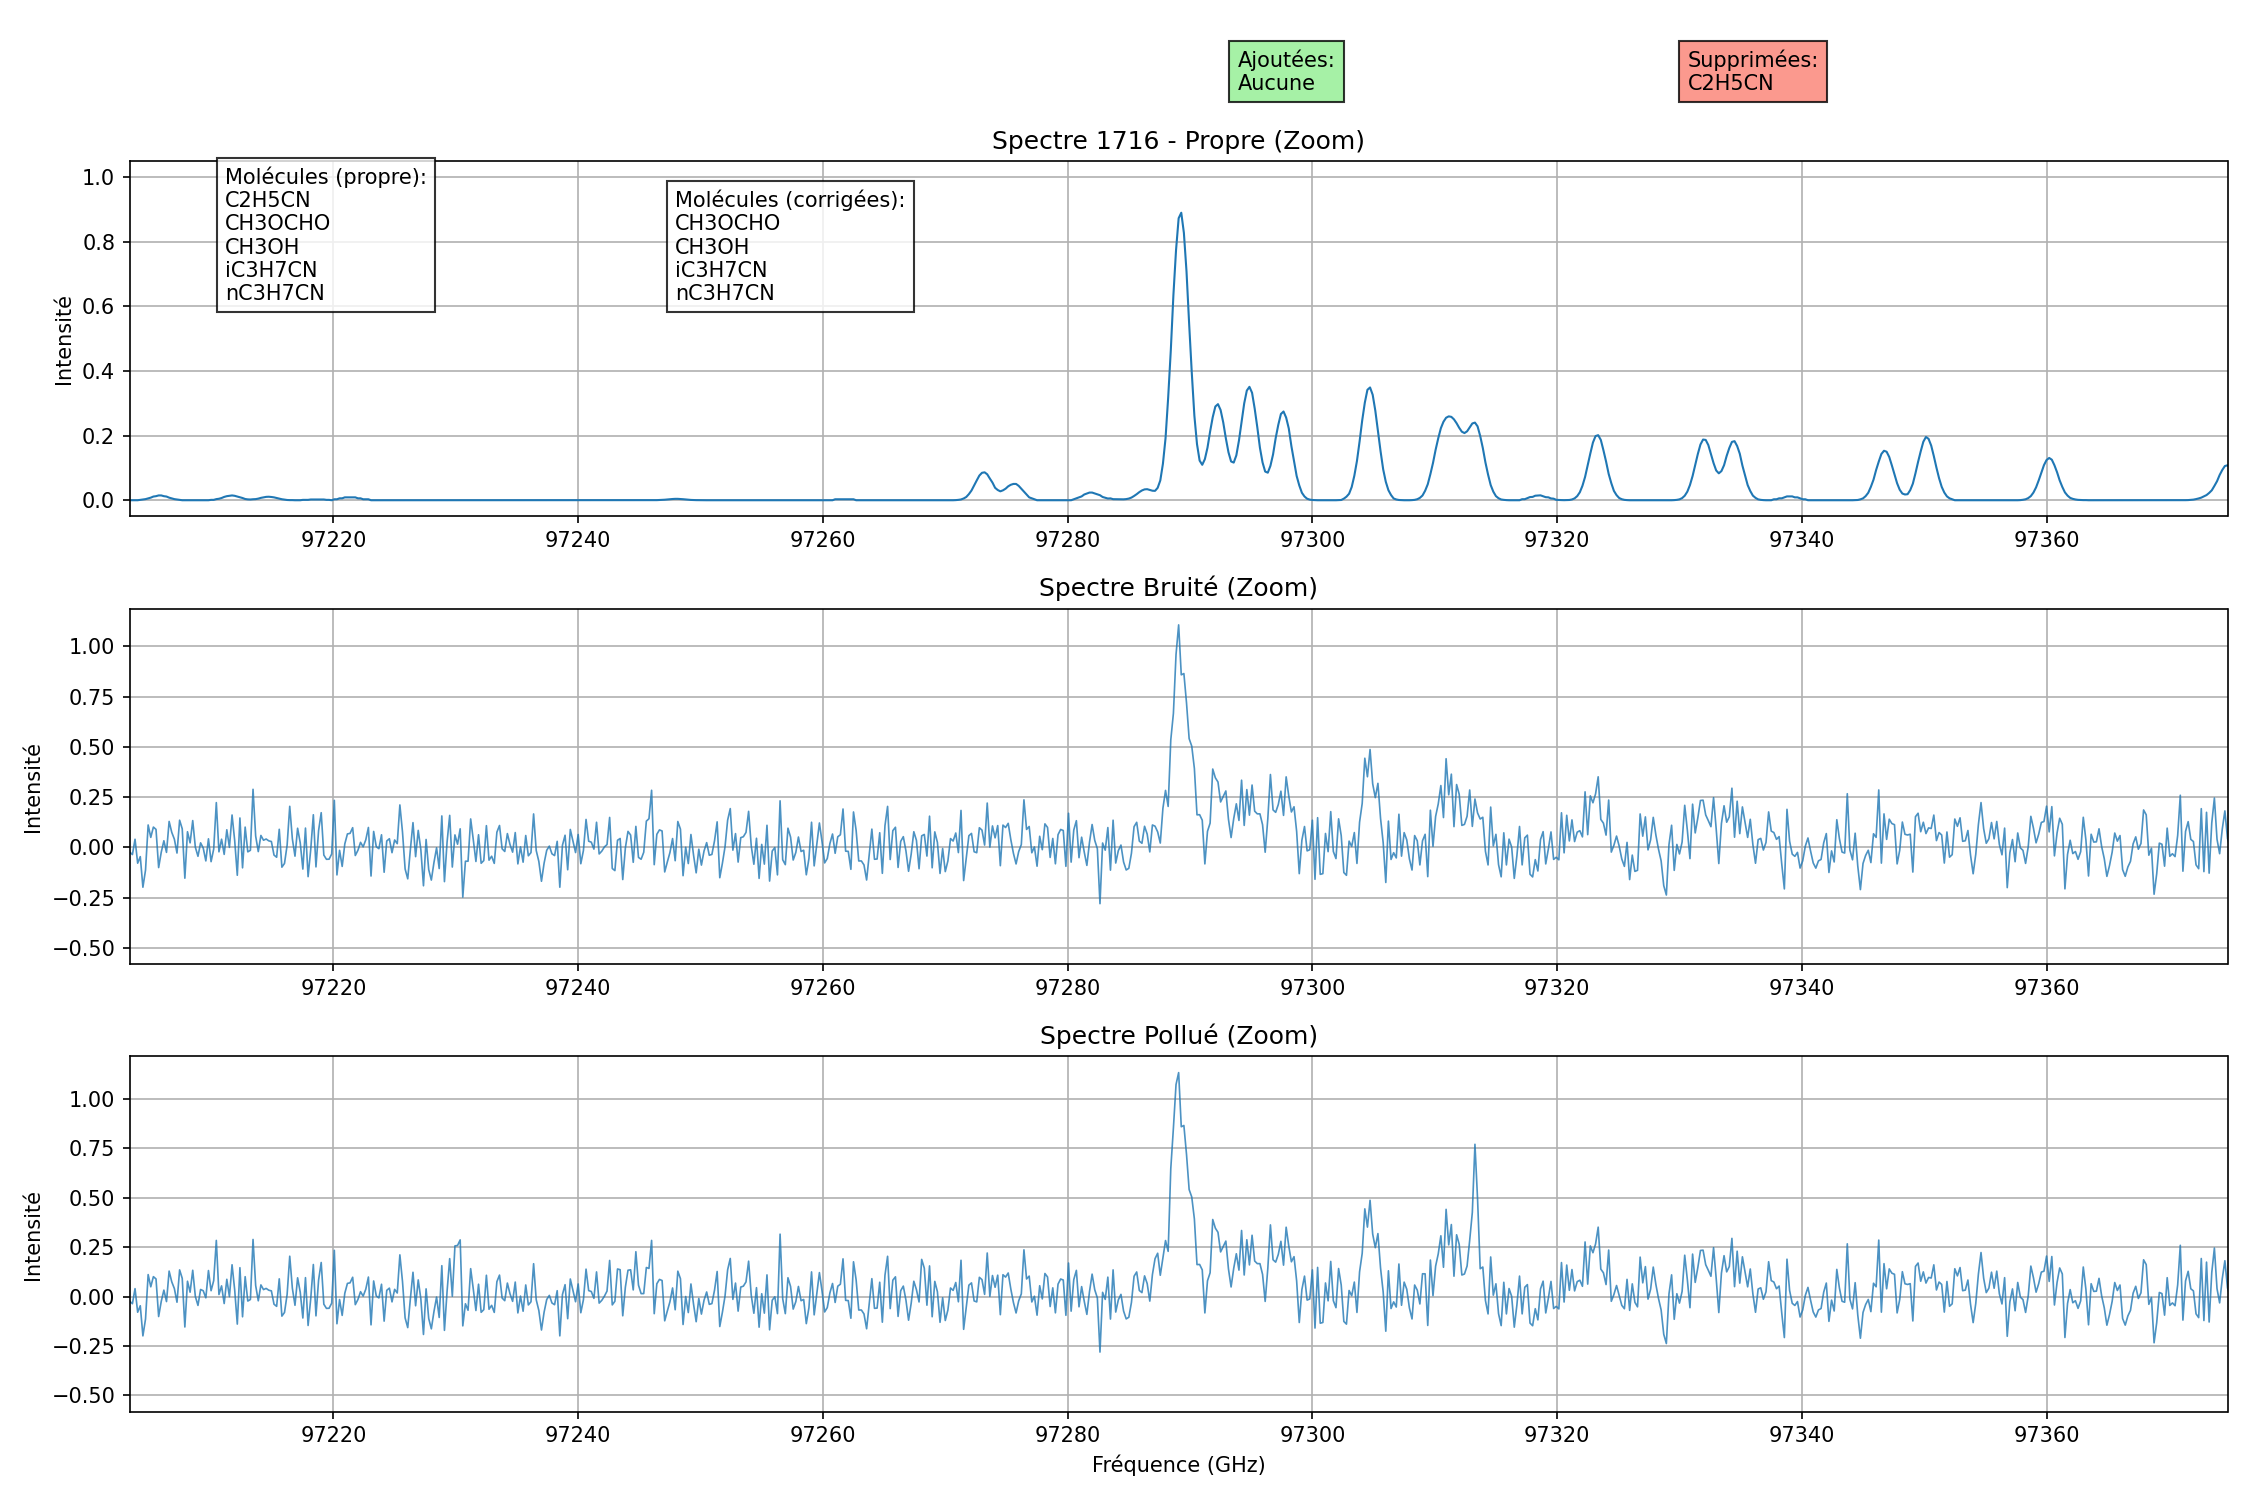 Ajoutées:
Aucune
Supprimées:
C2H5CN
Spectre 1716 - Propre (Zoom)
Molécules (propre):
C2H5CN
CH3OCHO
CH3OH
iC3H7CN
nC3H7CN
Molécules (corrigées):
CH3OCHO
CH3OH
iC3H7CN
nC3H7CN
Intensité
1.0
0.8
0.6
0.4
0.2
0.0
97220 97240 97260 97280 97300 97320 97340 97360
Spectre Bruité (Zoom)
Intensité
1.00
0.75
0.50
0.25
0.00
−0.25
−0.50
97220 97240 97260 97280 97300 97320 97340 97360
Spectre Pollué (Zoom)
Intensité
1.00
0.75
0.50
0.25
0.00
−0.25
−0.50
97220 97240 97260 97280 97300 97320 97340 97360
Fréquence (GHz)